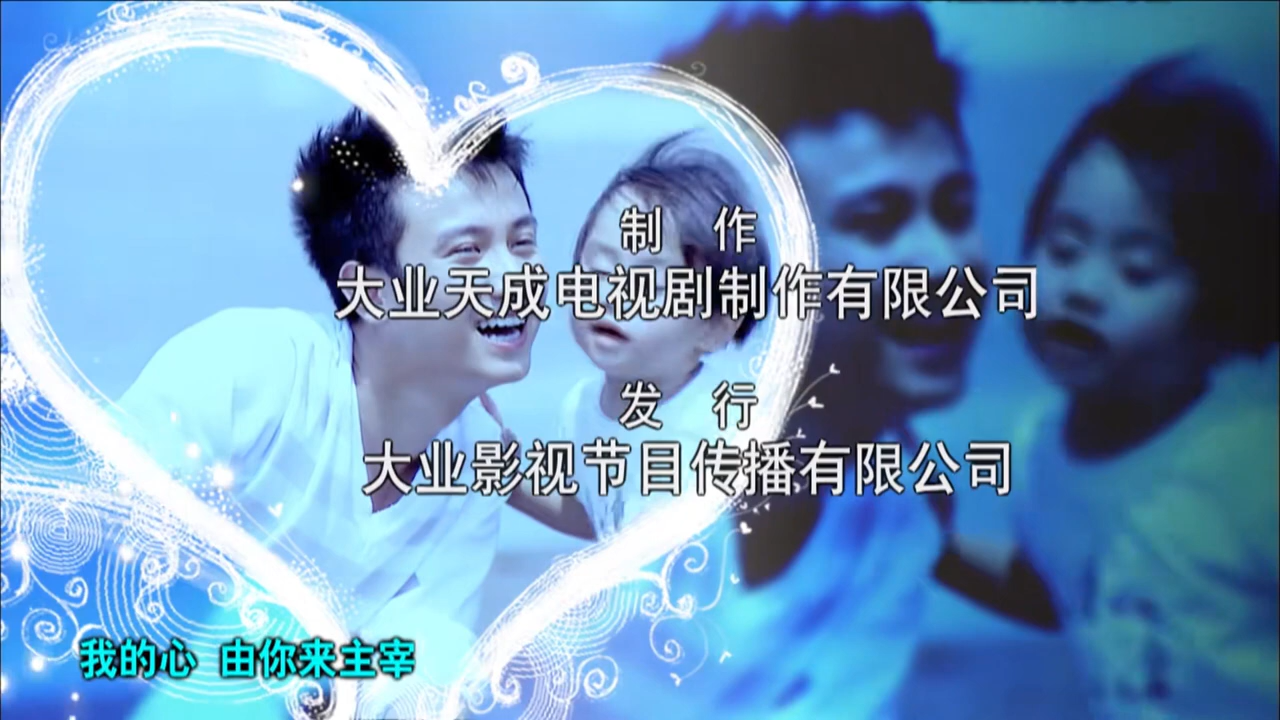 制 作
大业天成电视剧制作有限公司
发 行
大业影视节目传播有限公司
我的心 由你来主宰